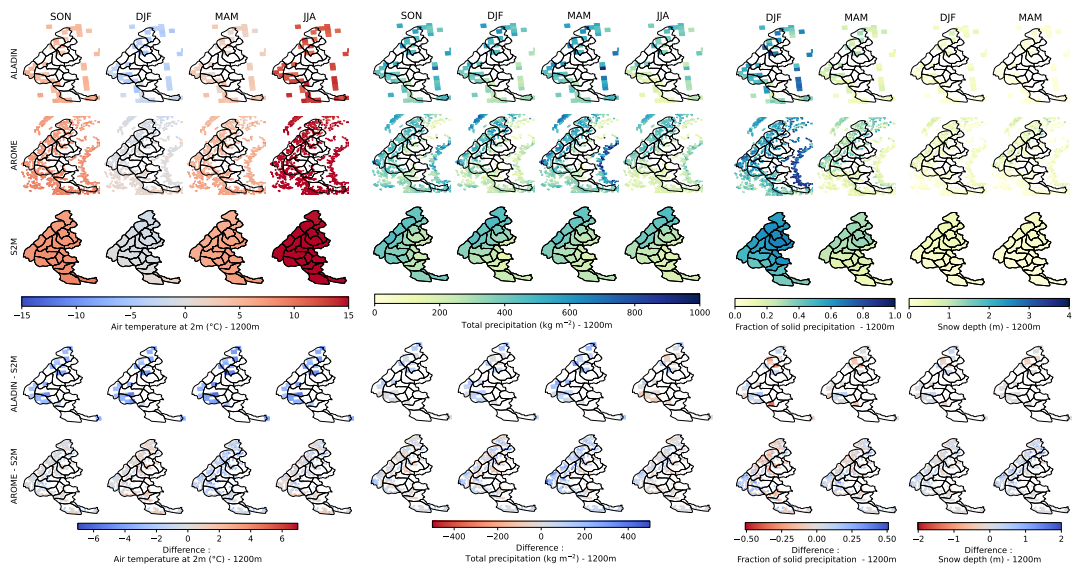 SON DJF MAM JJA SON DJF MAM JJA DJF MAM DJF MAM
ALADIN
AROME
S2M
−15 −10 −5 0 5 10 15
Air temperature at 2m (°C) - 1200m
0 200 400 600 800 1000
Total precipitation (kg m⁻²) - 1200m
0.0 0.2 0.4 0.6 0.8 1.0
Fraction of solid precipitation - 1200m
0 1 2 3 4
Snow depth (m) - 1200m
ALADIN - S2M
AROME - S2M
−6 −4 −2 0 2 4 6
Difference :
Air temperature at 2m (°C) - 1200m
−400 −200 0 200 400
Difference :
Total precipitation (kg m⁻²) - 1200m
−0.50 −0.25 0.00 0.25 0.50
Difference :
Fraction of solid precipitation - 1200m
−2 −1 0 1 2
Difference :
Snow depth (m) - 1200m